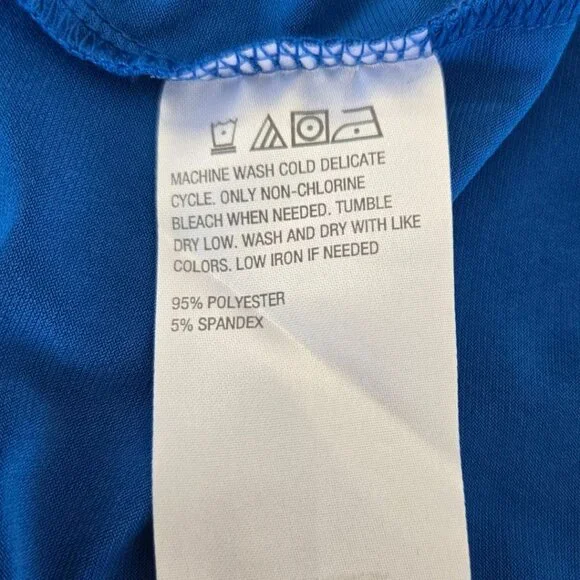 MACHINE WASH COLD DELICATE
CYCLE. ONLY NON-CHLORINE
BLEACH WHEN NEEDED. TUMBLE
DRY LOW. WASH AND DRY WITH LIKE
COLORS. LOW IRON IF NEEDED
95% POLYESTER
5% SPANDEX